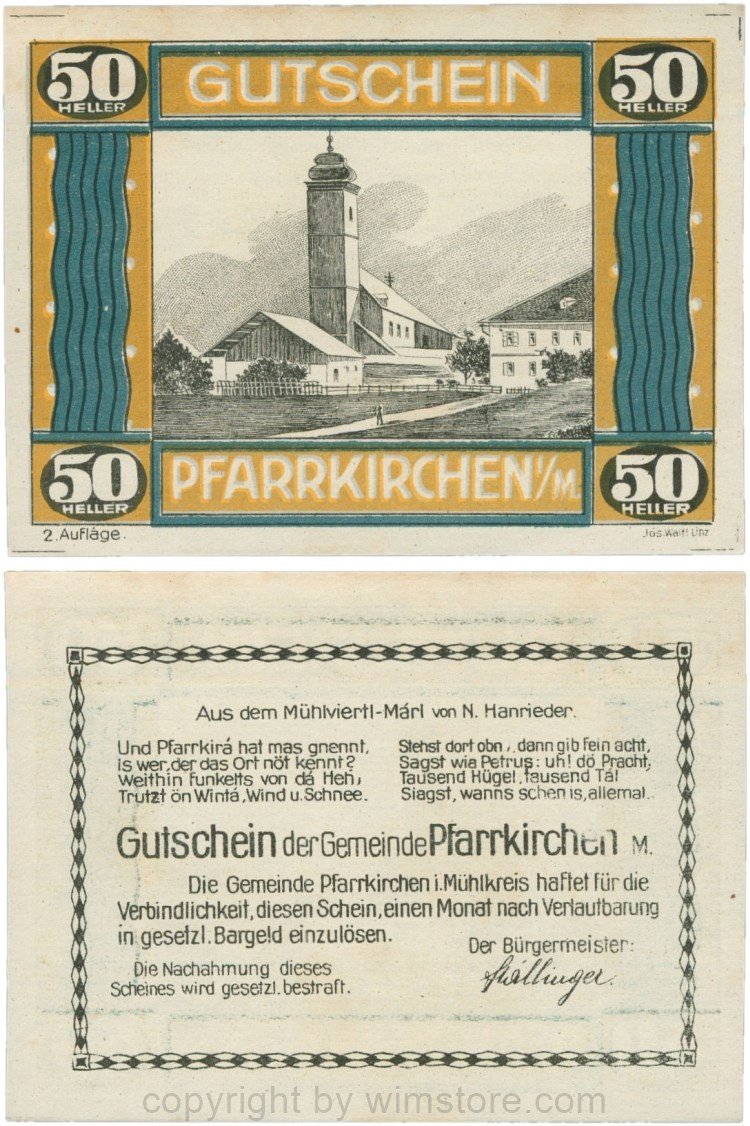 50 HELLER
GUTSCHEIN
50 HELLER
50 HELLER
PFARRKIRCHEN i/M.
50 HELLER
2. Auflage.
Jos. Linz
Aus dem Mühlviertl-Márl von N. Hanrieder.
Und Pfarrkirá hat mas gnennt,
is wer, der das Ort nöt kennt?
Weithin funkelts von dá Heh,
Trutzt ön Wintá, Wind u. Schnee.
Stehst dort obn, dann gib fein acht,
Sagst wia Petrus: uh! dö Pracht,
Tausend Hügel, tausend Tál
Siagst, wanns schen is, allemal.
Gutschein der Gemeinde Pfarrkirchen M.
Die Gemeinde Pfarrkirchen i. Mühlkreis haftet für die
Verbindlichkeit, diesen Schein, einen Monat nach Verlautbarung
in gesetzl. Bargeld einzulösen.
Der Bürgermeister:
Die Nachahmung dieses
Scheines wird gesetzl. bestraft.
copyright by wimstore.com